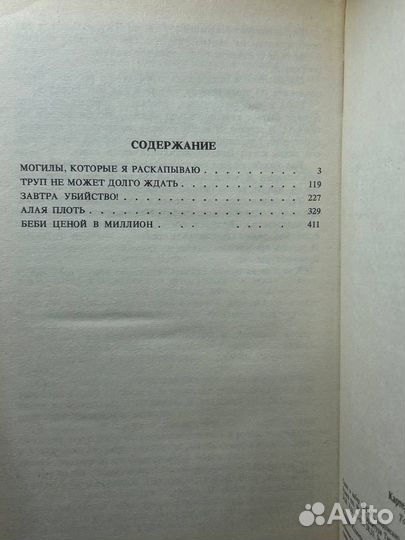 СОДЕРЖАНИЕ
МОГИЛЫ, КОТОРЫЕ Я РАСКАПЫВАЮ . . . . . . . . . 3
ТРУП НЕ МОЖЕТ ДОЛГО ЖДАТЬ . . . . . . . . . . . 119
ЗАВТРА УБИЙСТВО! . . . . . . . . . . . . . . . 227
АЛАЯ ПЛОТЬ . . . . . . . . . . . . . . . . . 329
БЕБИ ЦЕНОЙ В МИЛЛИОН . . . . . . . 411
Avito